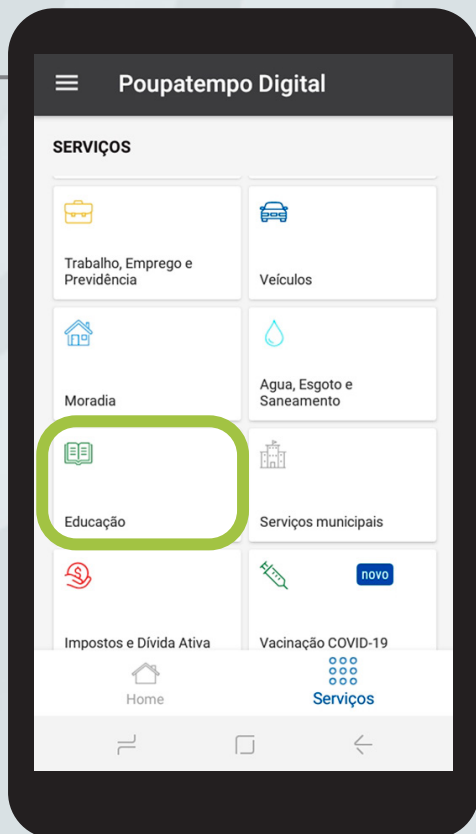 Poupatempo Digital
SERVIÇOS
Trabalho, Emprego e
Previdência
Veículos
Moradia
Agua, Esgoto e
Saneamento
Educação
Serviços municipais
novo
Impostos e Dívida Ativa
Vacinação COVID-19
Home
Serviços